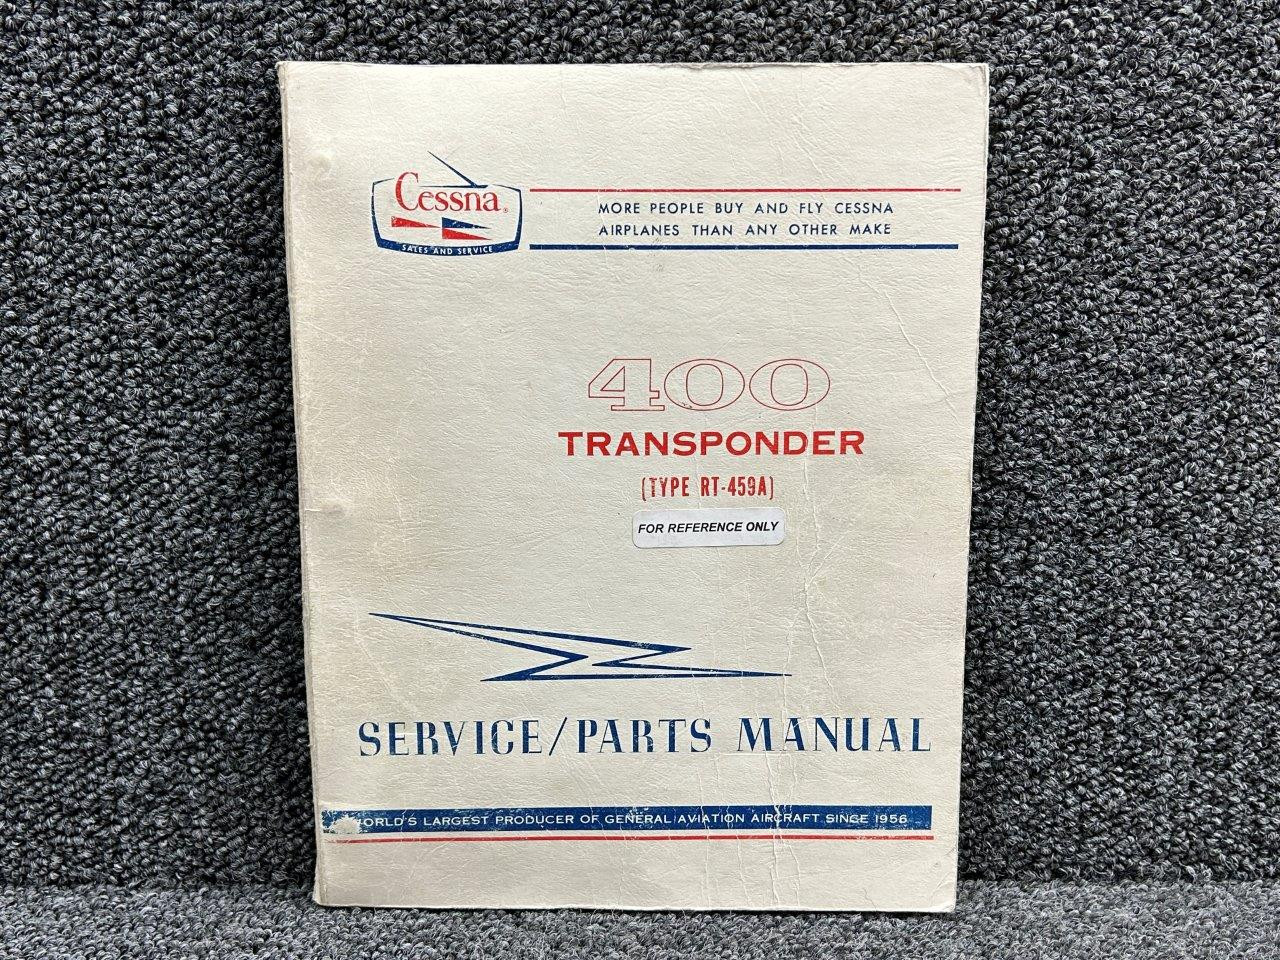 Cessna®
SALES AND SERVICE
MORE PEOPLE BUY AND FLY CESSNA
AIRPLANES THAN ANY OTHER MAKE
400
TRANSPONDER
(TYPE RT-459A)
FOR REFERENCE ONLY
SERVICE/PARTS MANUAL
ORLD'S LARGEST PRODUCER OF GENERAL AVIATION AIRCRAFT SINCE 1956